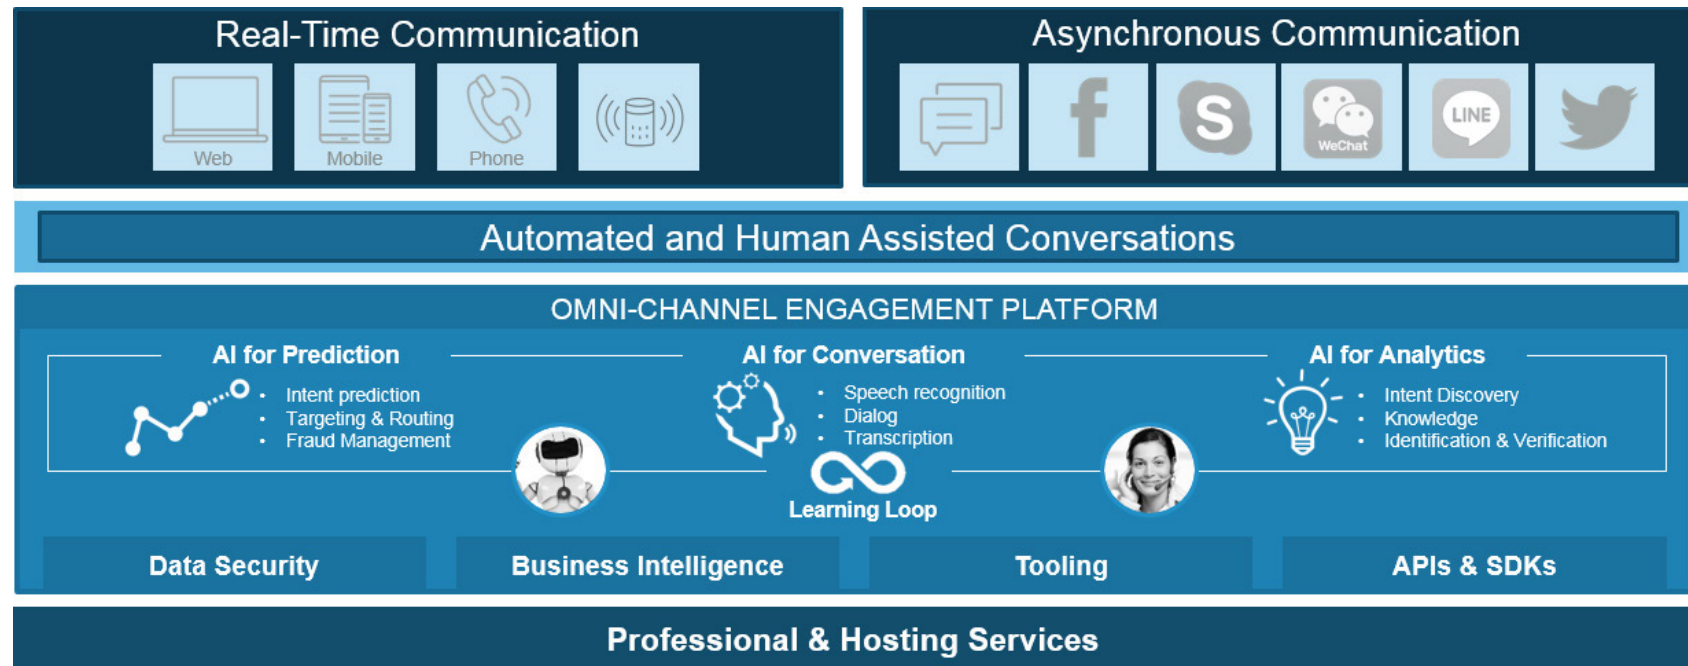 Real-Time Communication
Web
Mobile
Phone
Asynchronous Communication
f
S
WeChat
LINE
Automated and Human Assisted Conversations
OMNI-CHANNEL ENGAGEMENT PLATFORM
AI for Prediction
• Intent prediction
• Targeting & Routing
• Fraud Management
AI for Conversation
• Speech recognition
• Dialog
• Transcription
AI for Analytics
• Intent Discovery
• Knowledge
• Identification & Verification
Learning Loop
Data Security
Business Intelligence
Tooling
APIs & SDKs
Professional & Hosting Services